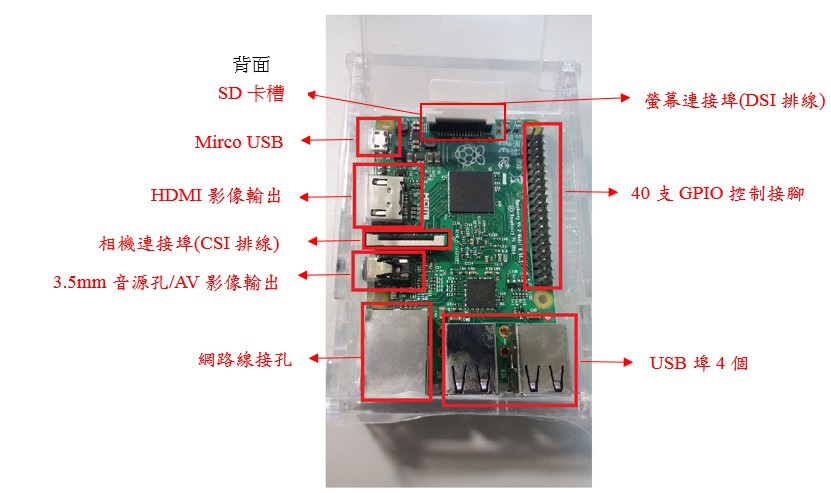 背面
SD 卡槽
Mirco USB
HDMI 影像輸出
相機連接埠(CSI 排線)
3.5mm 音源孔/AV 影像輸出
網路線接孔
螢幕連接埠(DSI 排線)
40 支 GPIO 控制接腳
USB 埠 4 個
HDMI